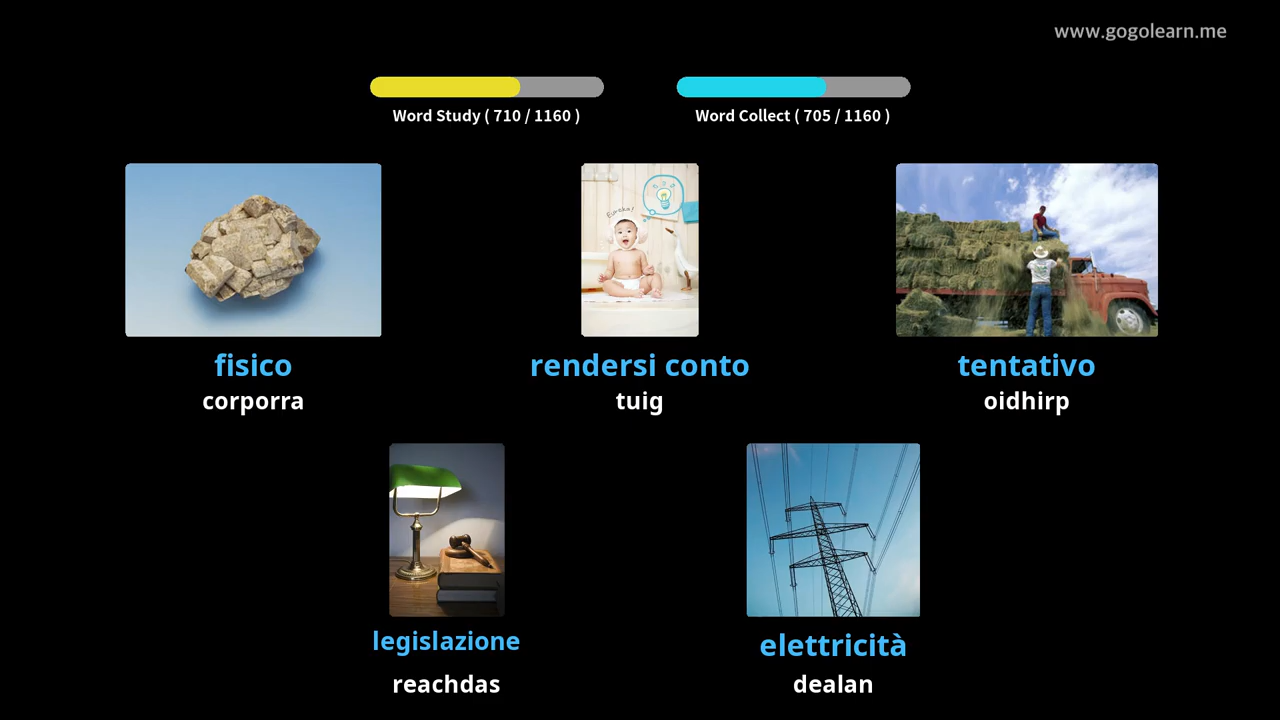 www.gogolearn.me
Word Study ( 710 / 1160 )
Word Collect ( 705 / 1160 )
Eureka!
fisico
rendersi conto
tentativo
corporra
tuig
oidhirp
legislazione
elettricità
reachdas
dealan